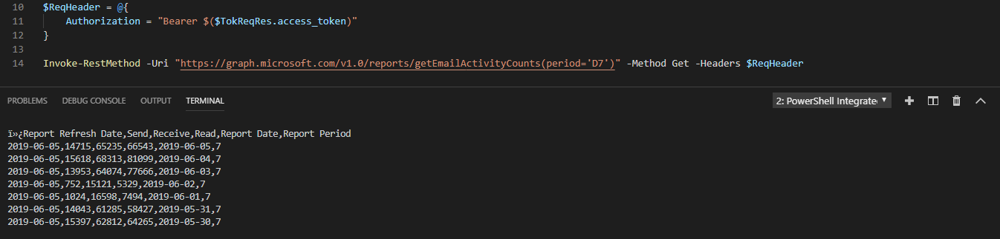 10 $ReqHeader = @{
11 Authorization = "Bearer $($TokReqRes.access_token)"
12 }
13
14 Invoke-RestMethod -Uri "https://graph.microsoft.com/v1.0/reports/getEmailActivityCounts(period='D7')" -Method Get -Headers $ReqHeader
PROBLEMS DEBUG CONSOLE OUTPUT TERMINAL 2: PowerShell Integrate
ï»¿Report Refresh Date,Send,Receive,Read,Report Date,Report Period
2019-06-05,14715,65235,66543,2019-06-05,7
2019-06-05,15618,68313,81099,2019-06-04,7
2019-06-05,13953,64074,77666,2019-06-03,7
2019-06-05,752,15121,5329,2019-06-02,7
2019-06-05,1024,16598,7494,2019-06-01,7
2019-06-05,14043,61285,58427,2019-05-31,7
2019-06-05,15397,62812,64265,2019-05-30,7